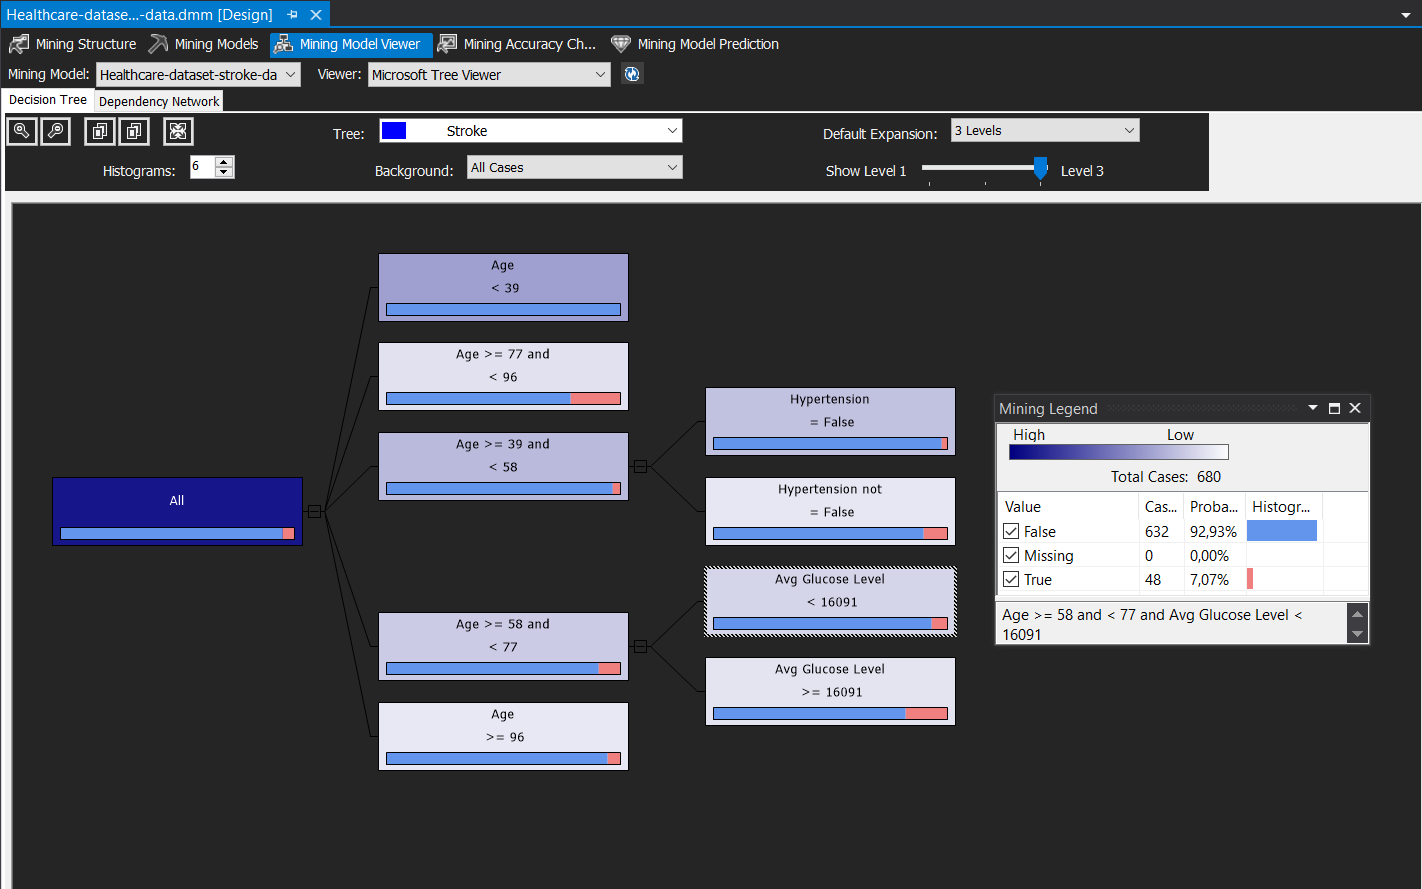 Healthcare-datase...-data.dmm [Design]
Mining Structure
Mining Models
Mining Model Viewer
Mining Accuracy Ch...
Mining Model Prediction
Mining Model:
Healthcare-dataset-stroke-da
Viewer:
Microsoft Tree Viewer
Decision Tree
Dependency Network
Tree:
Stroke
Default Expansion:
3 Levels
Histograms:
6
Background:
All Cases
Show Level 1
Level 3
All
Age
< 39
Age >= 77 and
< 96
Age >= 39 and
< 58
Age >= 58 and
< 77
Age
>= 96
Hypertension
= False
Hypertension not
= False
Avg Glucose Level
< 16091
Avg Glucose Level
>= 16091
Mining Legend
High Low
Total Cases: 680
Value Cas... Proba... Histogr...
False 632 92,93%
Missing 0 0,00%
True 48 7,07%
Age >= 58 and < 77 and Avg Glucose Level <
16091